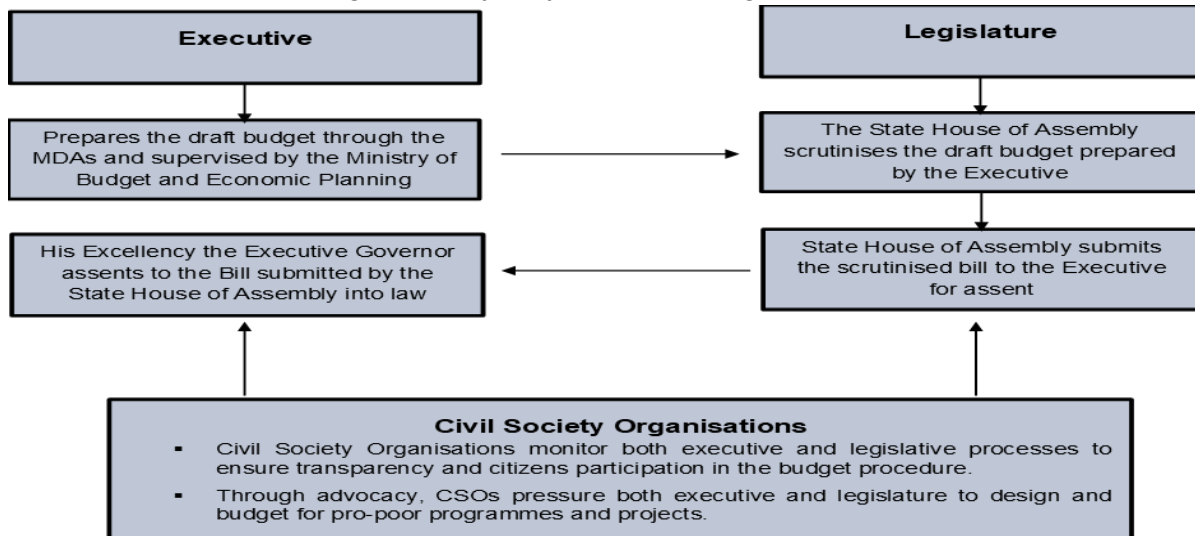 Executive
Legislature
Prepares the draft budget through the
MDAs and supervised by the Ministry of
Budget and Economic Planning
The State House of Assembly
scrutinises the draft budget prepared
by the Executive
His Excellency the Executive Governor
assents to the Bill submitted by the
State House of Assembly into law
State House of Assembly submits
the scrutinised bill to the Executive
for assent
Civil Society Organisations
▪ Civil Society Organisations monitor both executive and legislative processes to
ensure transparency and citizens participation in the budget procedure.
▪ Through advocacy, CSOs pressure both executive and legislature to design and
budget for pro-poor programmes and projects.